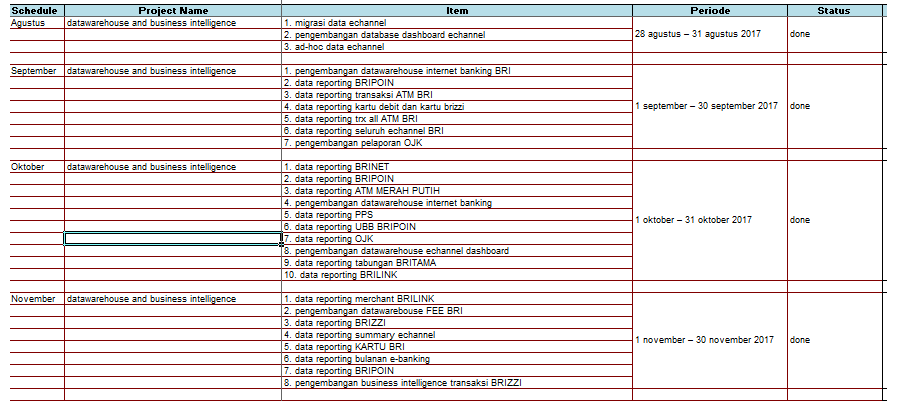 Schedule Project Name Item Periode Status
Agustus datawarehouse and business intelligence 1. migrasi data echannel
2. pengembangan database dashboard echannel 28 agustus – 31 agustus 2017 done
3. ad-hoc data echannel
September datawarehouse and business intelligence 1. pengembangan datawarehouse internet banking BRI
2. data reporting BRIPOIN
3. data reporting transaksi ATM BRI
4. data reporting kartu debit dan kartu brizzi 1 september – 30 september 2017 done
5. data reporting trx all ATM BRI
6. data reporting seluruh echannel BRI
7. pengembangan pelaporan OJK
Oktober datawarehouse and business intelligence 1. data reporting BRINET
2. data reporting BRIPOIN
3. data reporting ATM MERAH PUTIH
4. pengembangan datawarehouse internet banking
5. data reporting PPS 1 oktober – 31 oktober 2017 done
6. data reporting UBB BRIPOIN
7. data reporting OJK
8. pengembangan datawarehouse echannel dashboard
9. data reporting tabungan BRITAMA
10. data reporting BRILINK
November datawarehouse and business intelligence 1. data reporting merchant BRILINK
2. pengembangan datawarebouse FEE BRI
3. data reporting BRIZZI
4. data reporting summary echannel 1 november – 30 november 2017 done
5. data reporting KARTU BRI
6. data reporting bulanan e-banking
7. data reporting BRIPOIN
8. pengembangan business intelligence transaksi BRIZZI